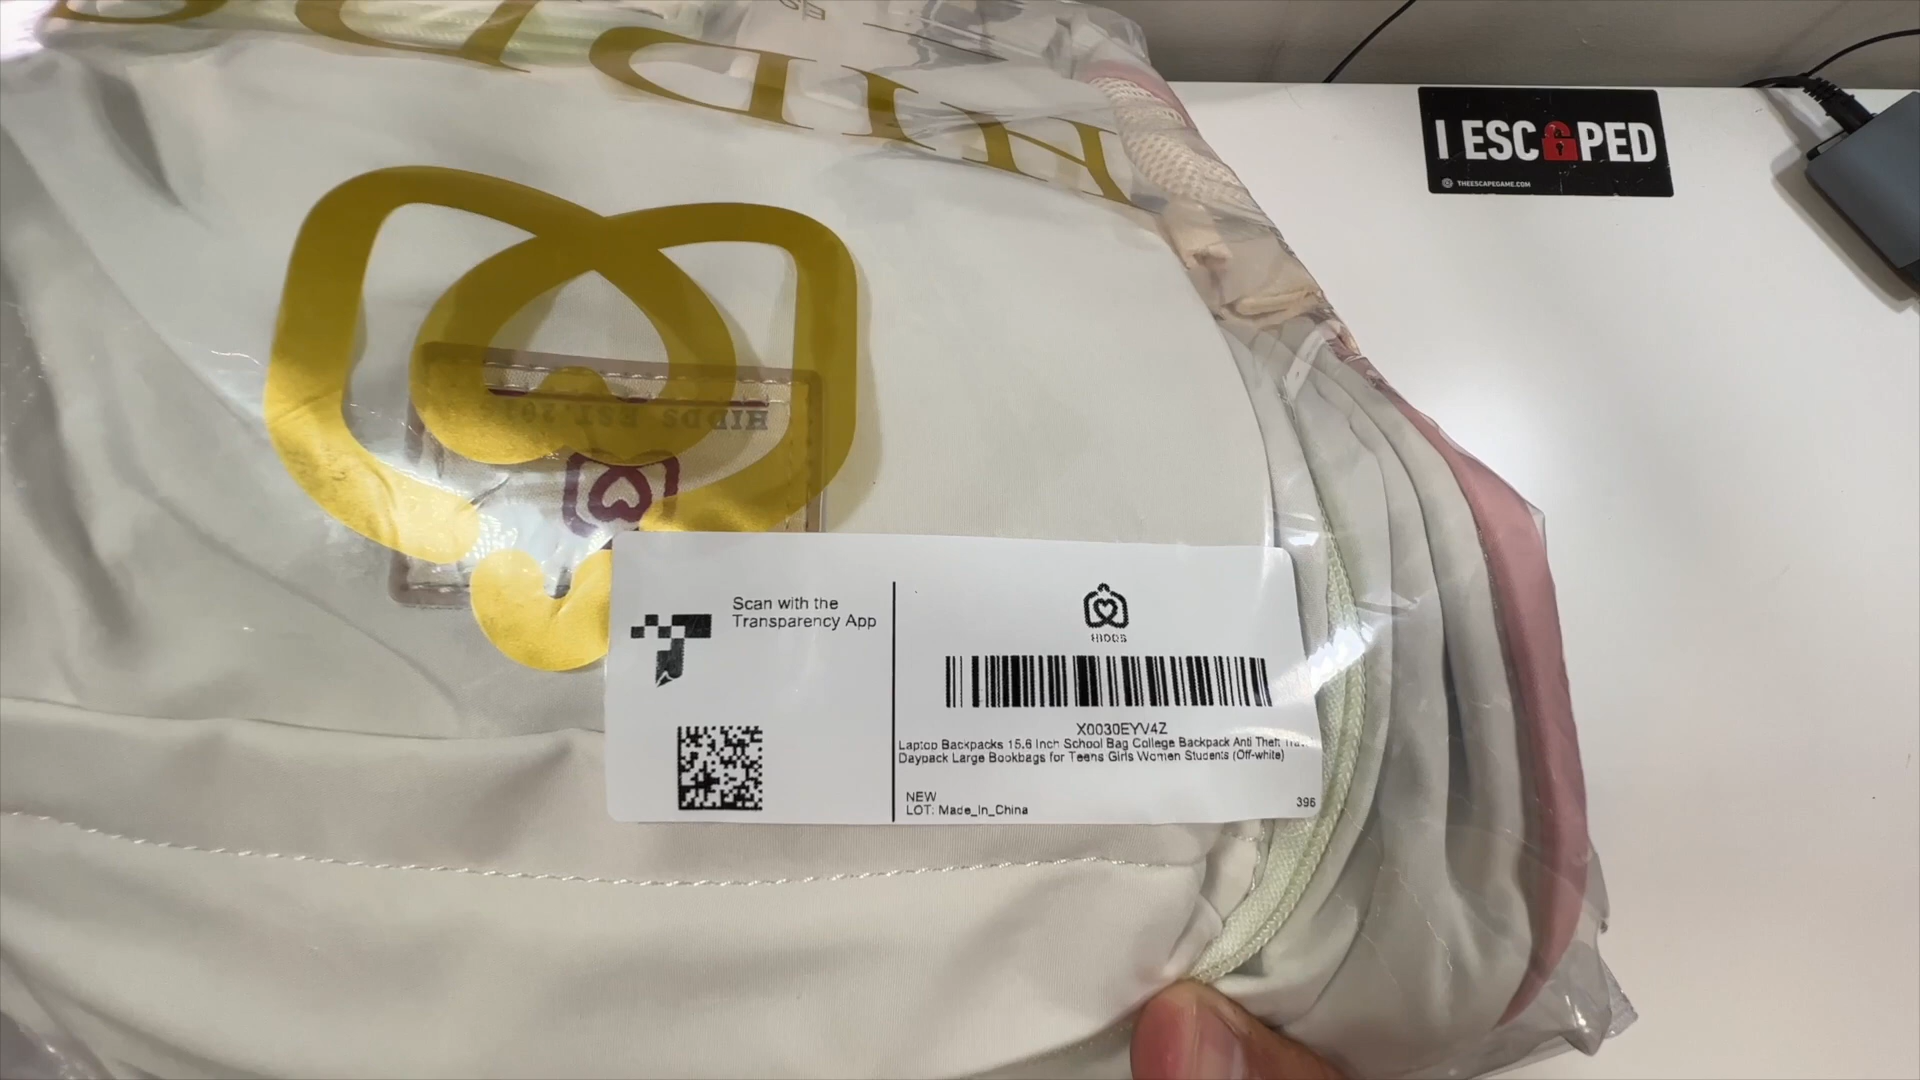 HIDDS
I ESCAPED
THEESCAPEGAME.COM
HIDDS EST.201
Scan with the
Transparency App
HIDDS
X0030EYV4Z
Laptop Backpacks 15.6 Inch School Bag College Backpack Anti Theft
Daypack Large Bookbags for Teens Girls Women Students (Off-white)
NEW
LOT: Made_In_China
396